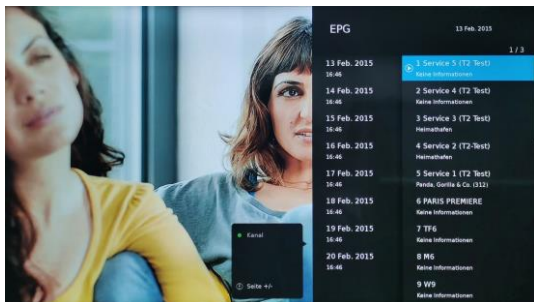 EPG
13 Feb. 2015
1 / 3
13 Feb. 2015
16:46
14 Feb. 2015
16:46
15 Feb. 2015
16:46
16 Feb. 2015
16:46
17 Feb. 2015
16:46
18 Feb. 2015
16:46
19 Feb. 2015
16:46
20 Feb. 2015
16:46
1 Service 5 (T2 Test)
Keine Informationen
2 Service 4 (T2 Test)
Keine Informationen
3 Service 3 (T2 Test)
Heimathafen
4 Service 2 (T2-Test)
Heimathafen
5 Service 1 (T2 Test)
Panda, Gorilla & Co. (312)
6 PARIS PREMIERE
Keine Informationen
7 TF6
Keine Informationen
8 M6
Keine Informationen
9 W9
Keine Informationen
Kanal
Seite +/-